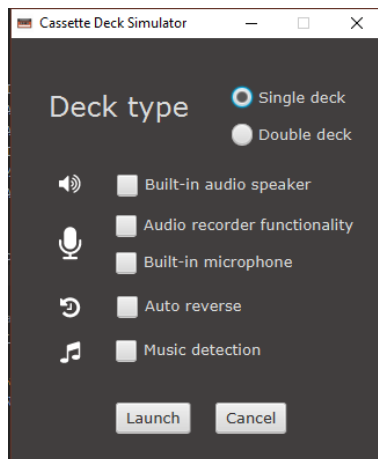 Cassette Deck Simulator
Deck type
Single deck
Double deck
Built-in audio speaker
Audio recorder functionality
Built-in microphone
Auto reverse
Music detection
Launch Cancel